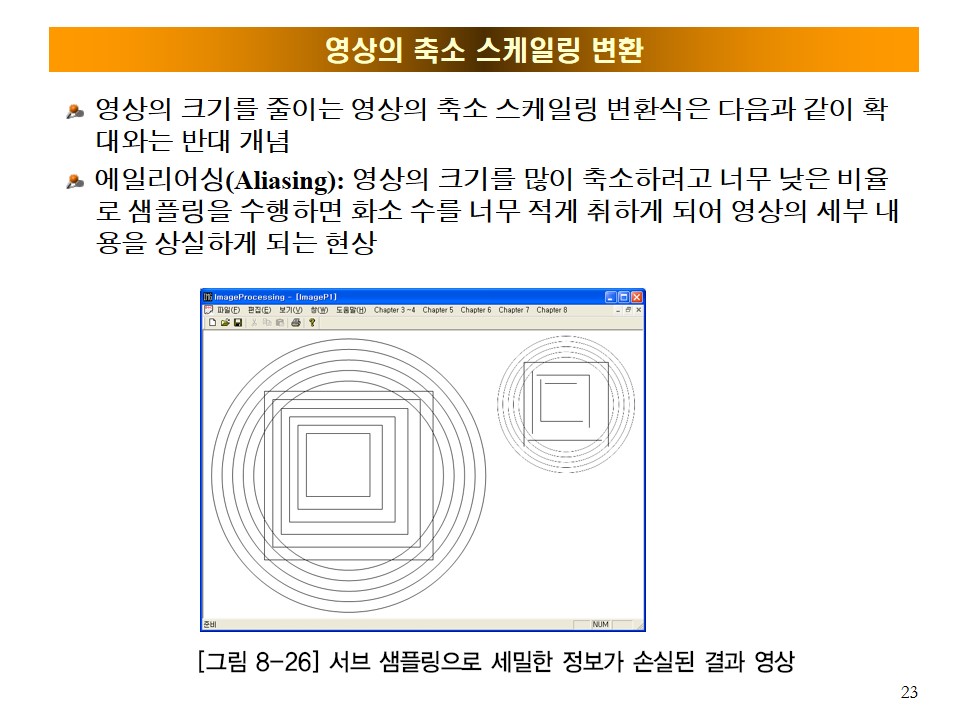 영상의 축소 스케일링 변환
영상의 크기를 줄이는 영상의 축소 스케일링 변환식은 다음과 같이 확
대와는 반대 개념
에일리어싱(Aliasing): 영상의 크기를 많이 축소하려고 너무 낮은 비율
로 샘플링을 수행하면 화소 수를 너무 적게 취하게 되어 영상의 세부 내
용을 상실하게 되는 현상
ImageProcessing - [ImageP1]
파일(F) 편집(E) 보기(V) 창(W) 도움말(H) Chapter 3 ~4 Chapter 5 Chapter 6 Chapter 7 Chapter 8
준비 NUM
[그림 8-26] 서브 샘플링으로 세밀한 정보가 손실된 결과 영상
23